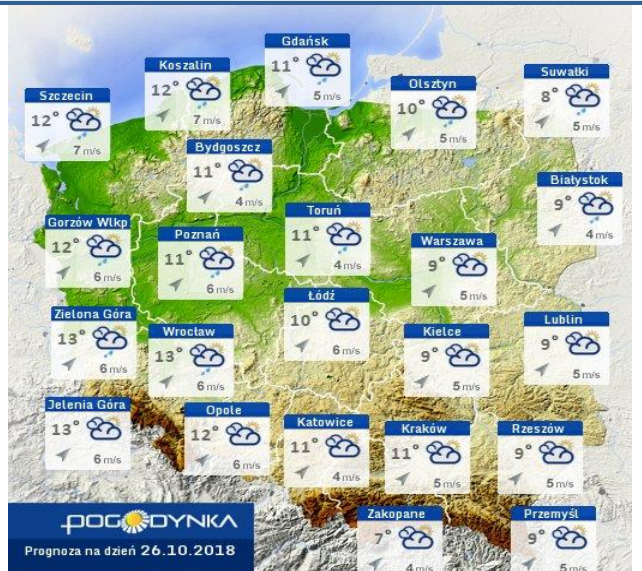 Gdańsk
11°
5 m/s
Koszalin
12°
7 m/s
Suwałki
8°
5 m/s
Olsztyn
10°
5 m/s
Szczecin
12°
7 m/s
Bydgoszcz
11°
4 m/s
Białystok
9°
4 m/s
Toruń
11°
4 m/s
Gorzów Wlkp
12°
6 m/s
Poznań
11°
6 m/s
Warszawa
9°
5 m/s
Łódź
10°
6 m/s
Zielona Góra
13°
6 m/s
Lublin
9°
5 m/s
Wrocław
13°
6 m/s
Kielce
9°
5 m/s
Jelenia Góra
13°
6 m/s
Opole
12°
6 m/s
Katowice
11°
4 m/s
Kraków
11°
5 m/s
Rzeszów
9°
5 m/s
Zakopane
7°
4 m/s
Przemyśl
9°
5 m/s
POGODYNKA
Prognoza na dzień 26.10.2018